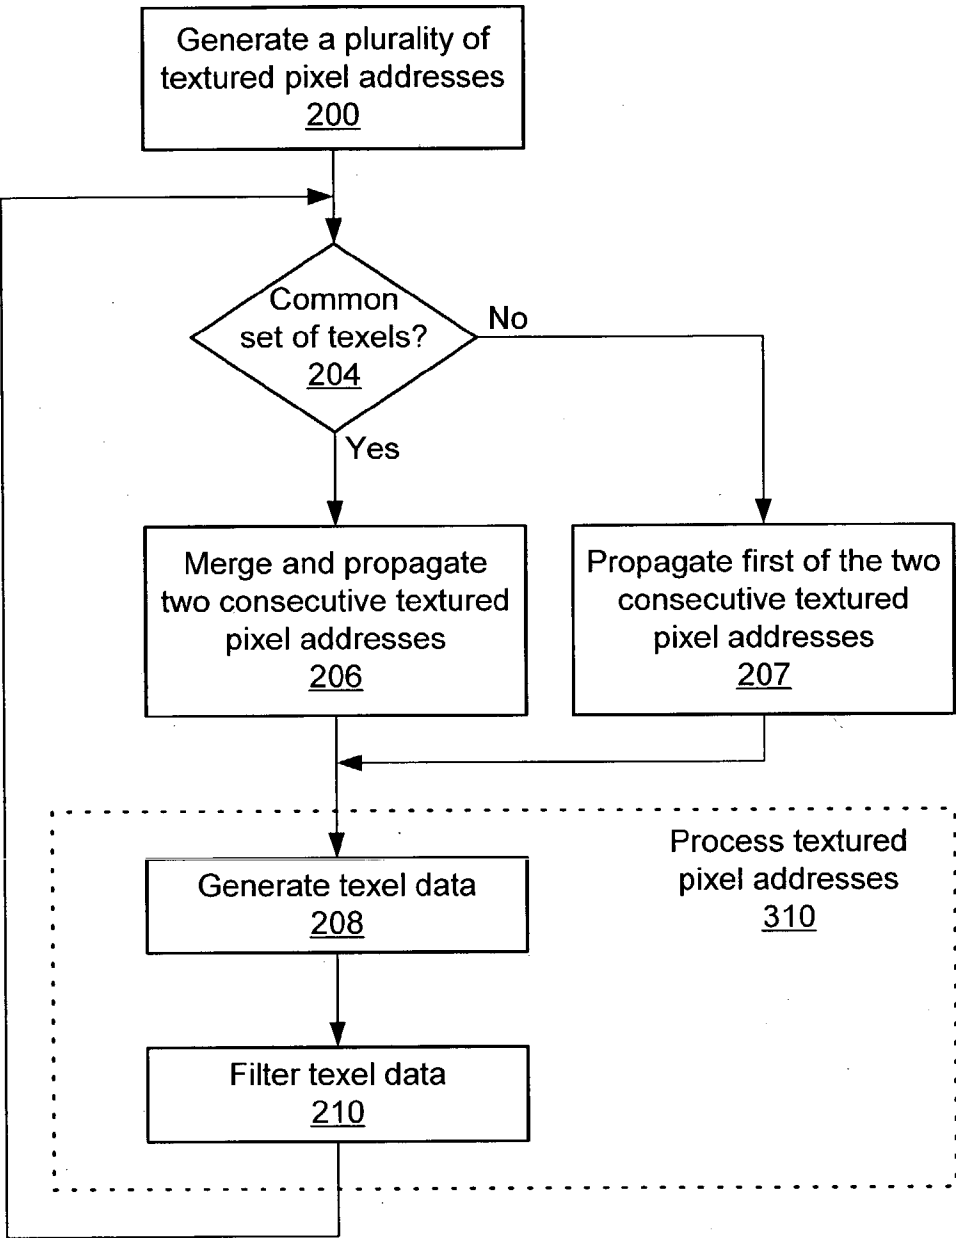 Generate a plurality of
textured pixel addresses
200
Common
set of texels?
204
No
Yes
Merge and propagate
two consecutive textured
pixel addresses
206
Propagate first of the two
consecutive textured
pixel addresses
207
Process textured
pixel addresses
310
Generate texel data
208
Filter texel data
210